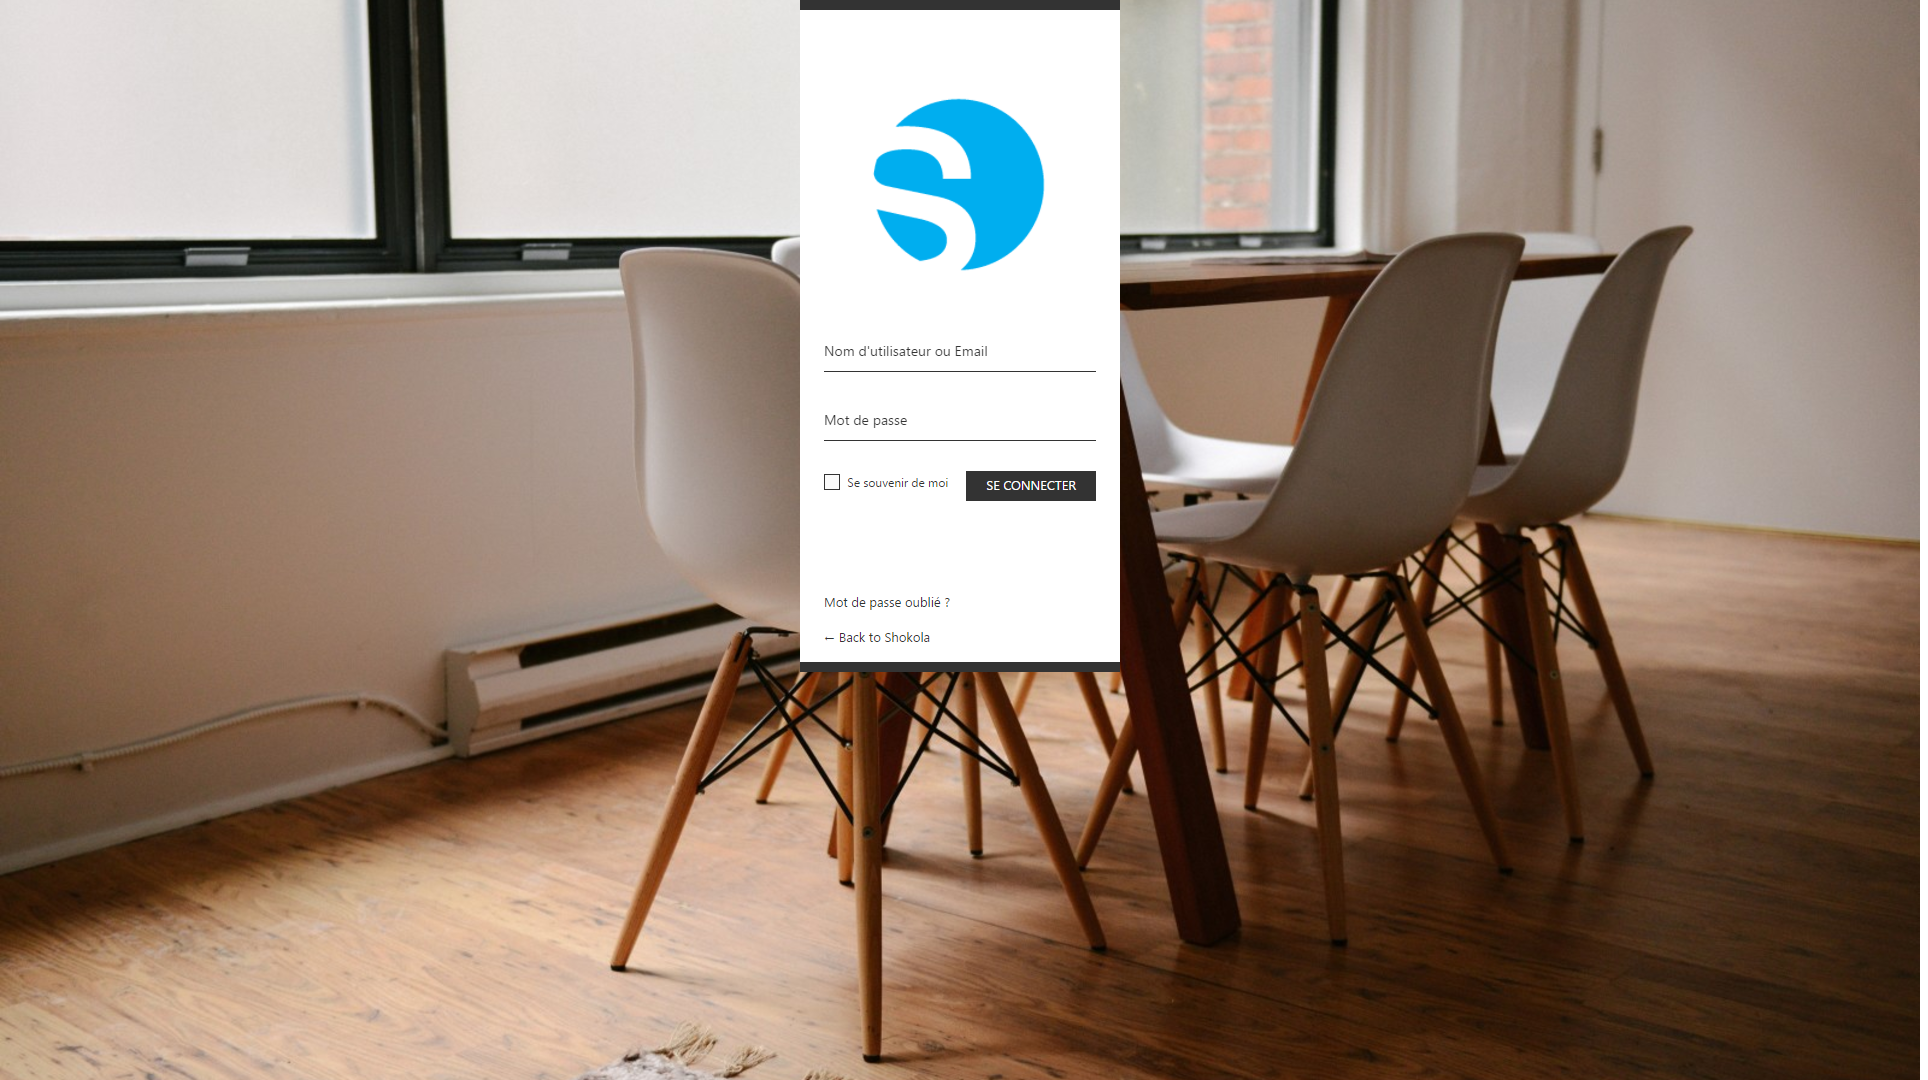 Nom d'utilisateur ou Email
Mot de passe
Se souvenir de moi
SE CONNECTER
Mot de passe oublié ?
← Back to Shokola